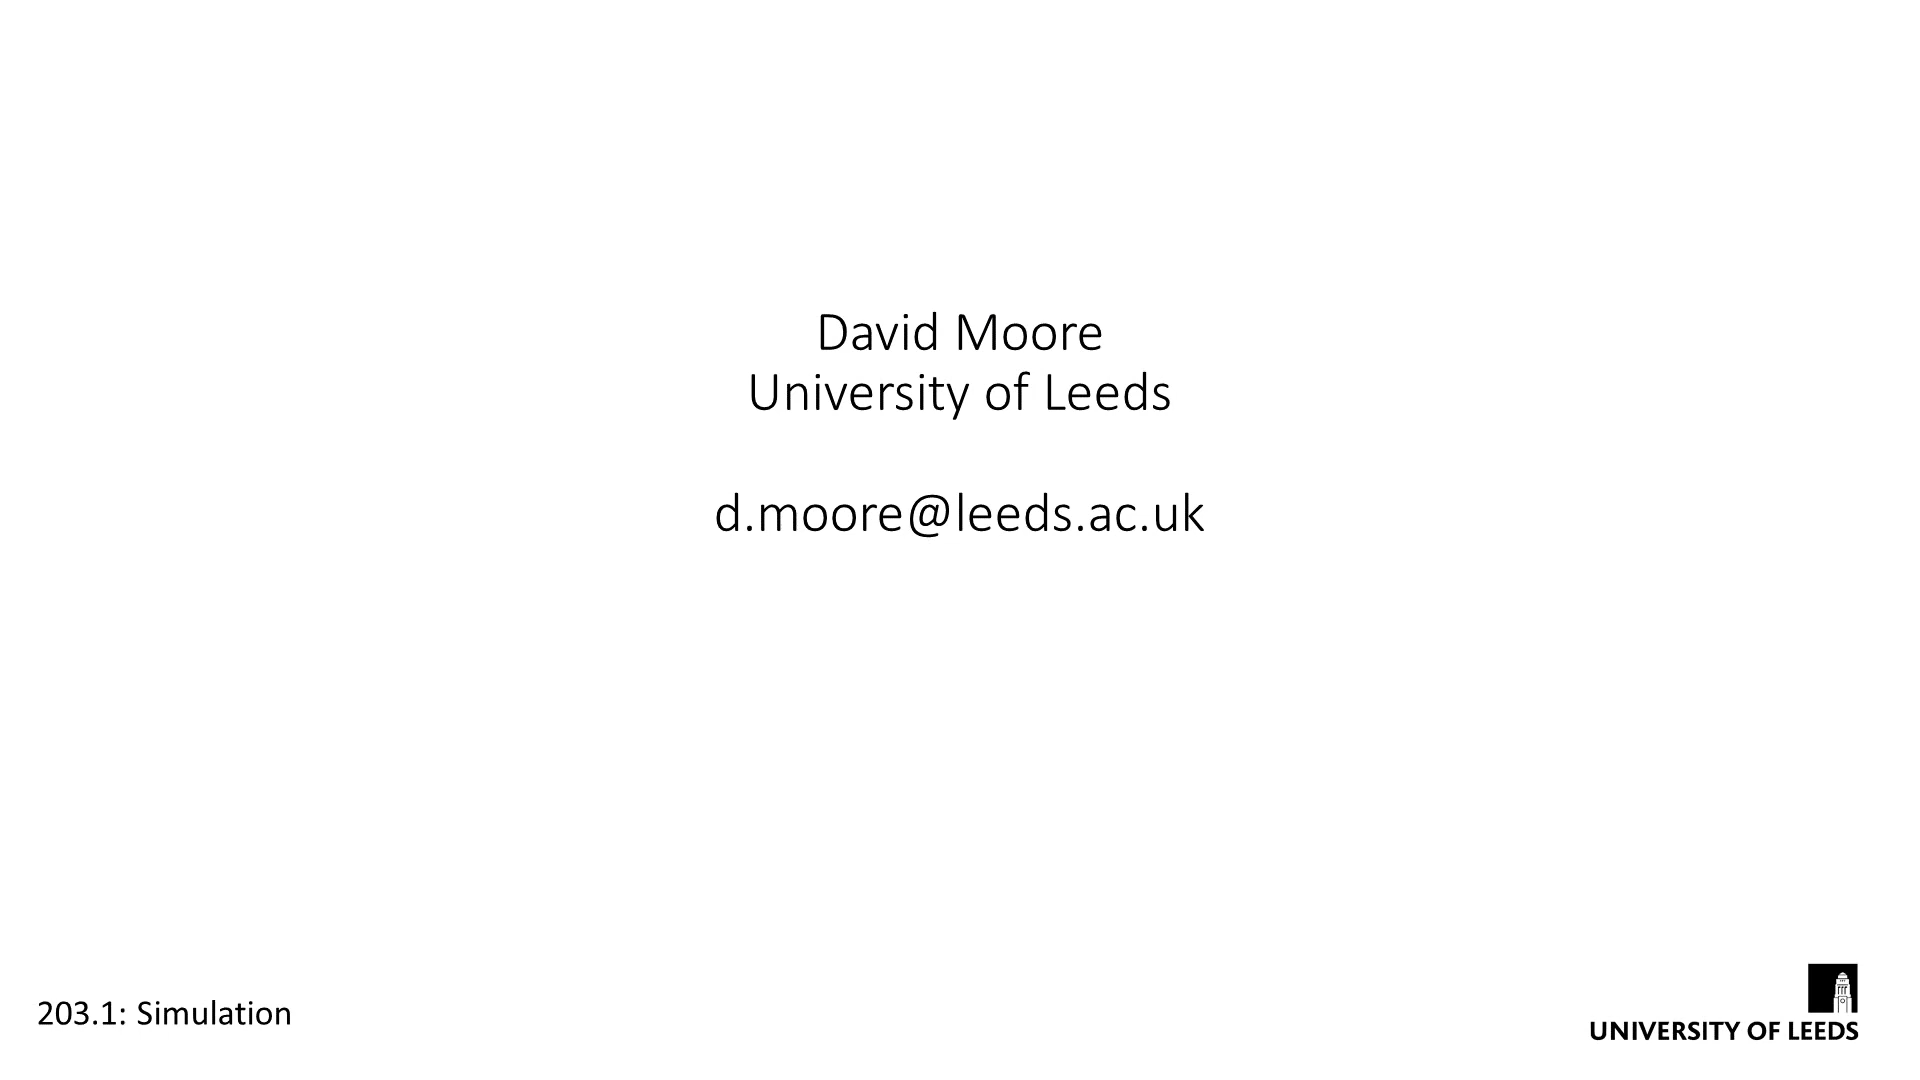 David Moore
University of Leeds
d.moore@leeds.ac.uk
203.1: Simulation
UNIVERSITY OF LEEDS